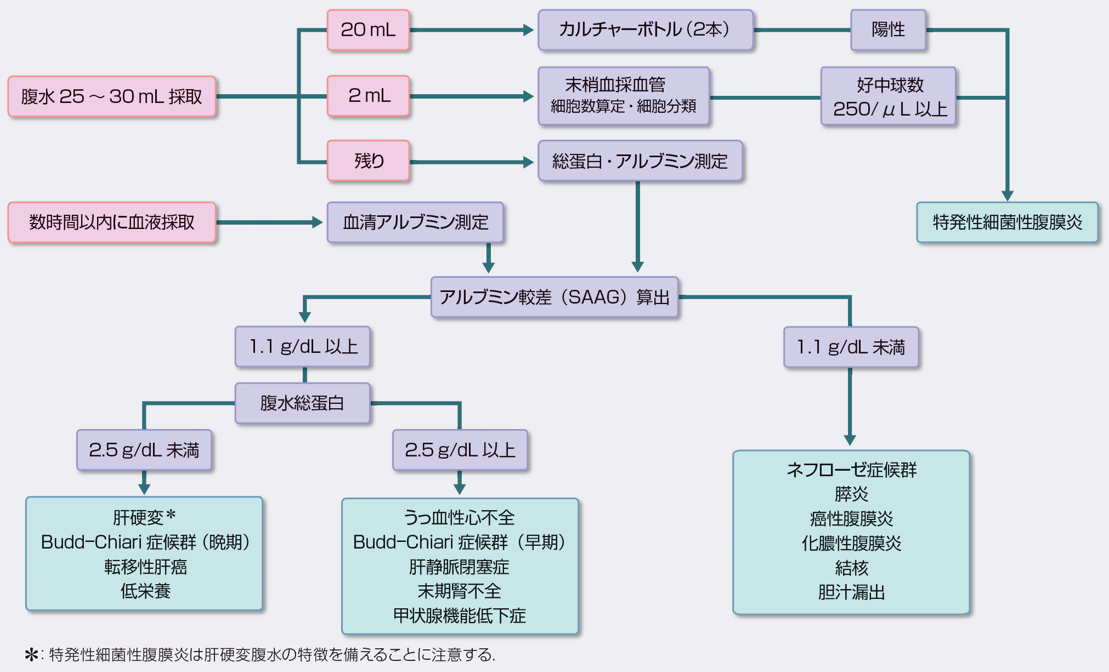 腹水 25 ～ 30 mL 採取
20 mL
カルチャーボトル（2本）
陽性
2 mL
末梢血採血管
細胞数算定・細胞分類
好中球数
250/μL 以上
残り
総蛋白・アルブミン測定
数時間以内に血液採取
血清アルブミン測定
特発性細菌性腹膜炎
アルブミン較差（SAAG）算出
1.1 g/dL 以上
1.1 g/dL 未満
腹水総蛋白
2.5 g/dL 未満
2.5 g/dL 以上
肝硬変＊
Budd-Chiari 症候群（晩期）
転移性肝癌
低栄養
うっ血性心不全
Budd-Chiari 症候群（早期）
肝静脈閉塞症
末期腎不全
甲状腺機能低下症
ネフローゼ症候群
膵炎
癌性腹膜炎
化膿性腹膜炎
結核
胆汁漏出
＊：特発性細菌性腹膜炎は肝硬変腹水の特徴を備えることに注意する.